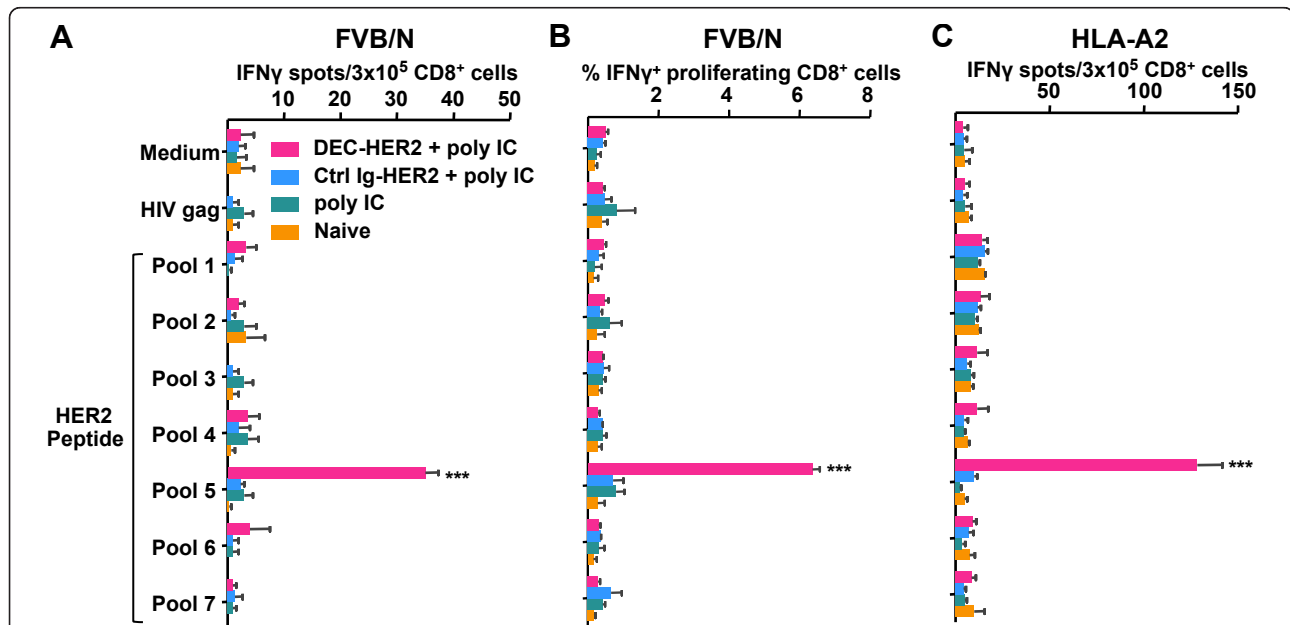 A
FVB/N
IFNγ spots/3x10⁵ CD8⁺ cells
10 20 30 40 50
Medium
HIV gag
Pool 1
Pool 2
Pool 3
Pool 4
Pool 5
Pool 6
Pool 7
HER2
Peptide
DEC-HER2 + poly IC
Ctrl Ig-HER2 + poly IC
poly IC
Naive
***
B
FVB/N
% IFNγ⁺ proliferating CD8⁺ cells
2 4 6 8
***
C
HLA-A2
IFNγ spots/3x10⁵ CD8⁺ cells
50 100 150
***